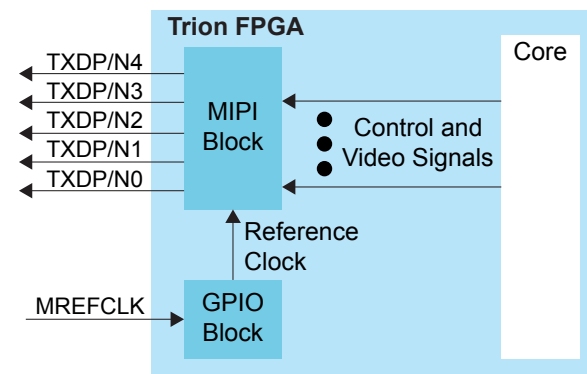 Trion FPGA
Core
TXDP/N4
TXDP/N3
TXDP/N2
TXDP/N1
TXDP/N0
MIPI
Block
Control and
Video Signals
Reference
Clock
MREFCLK
GPIO
Block